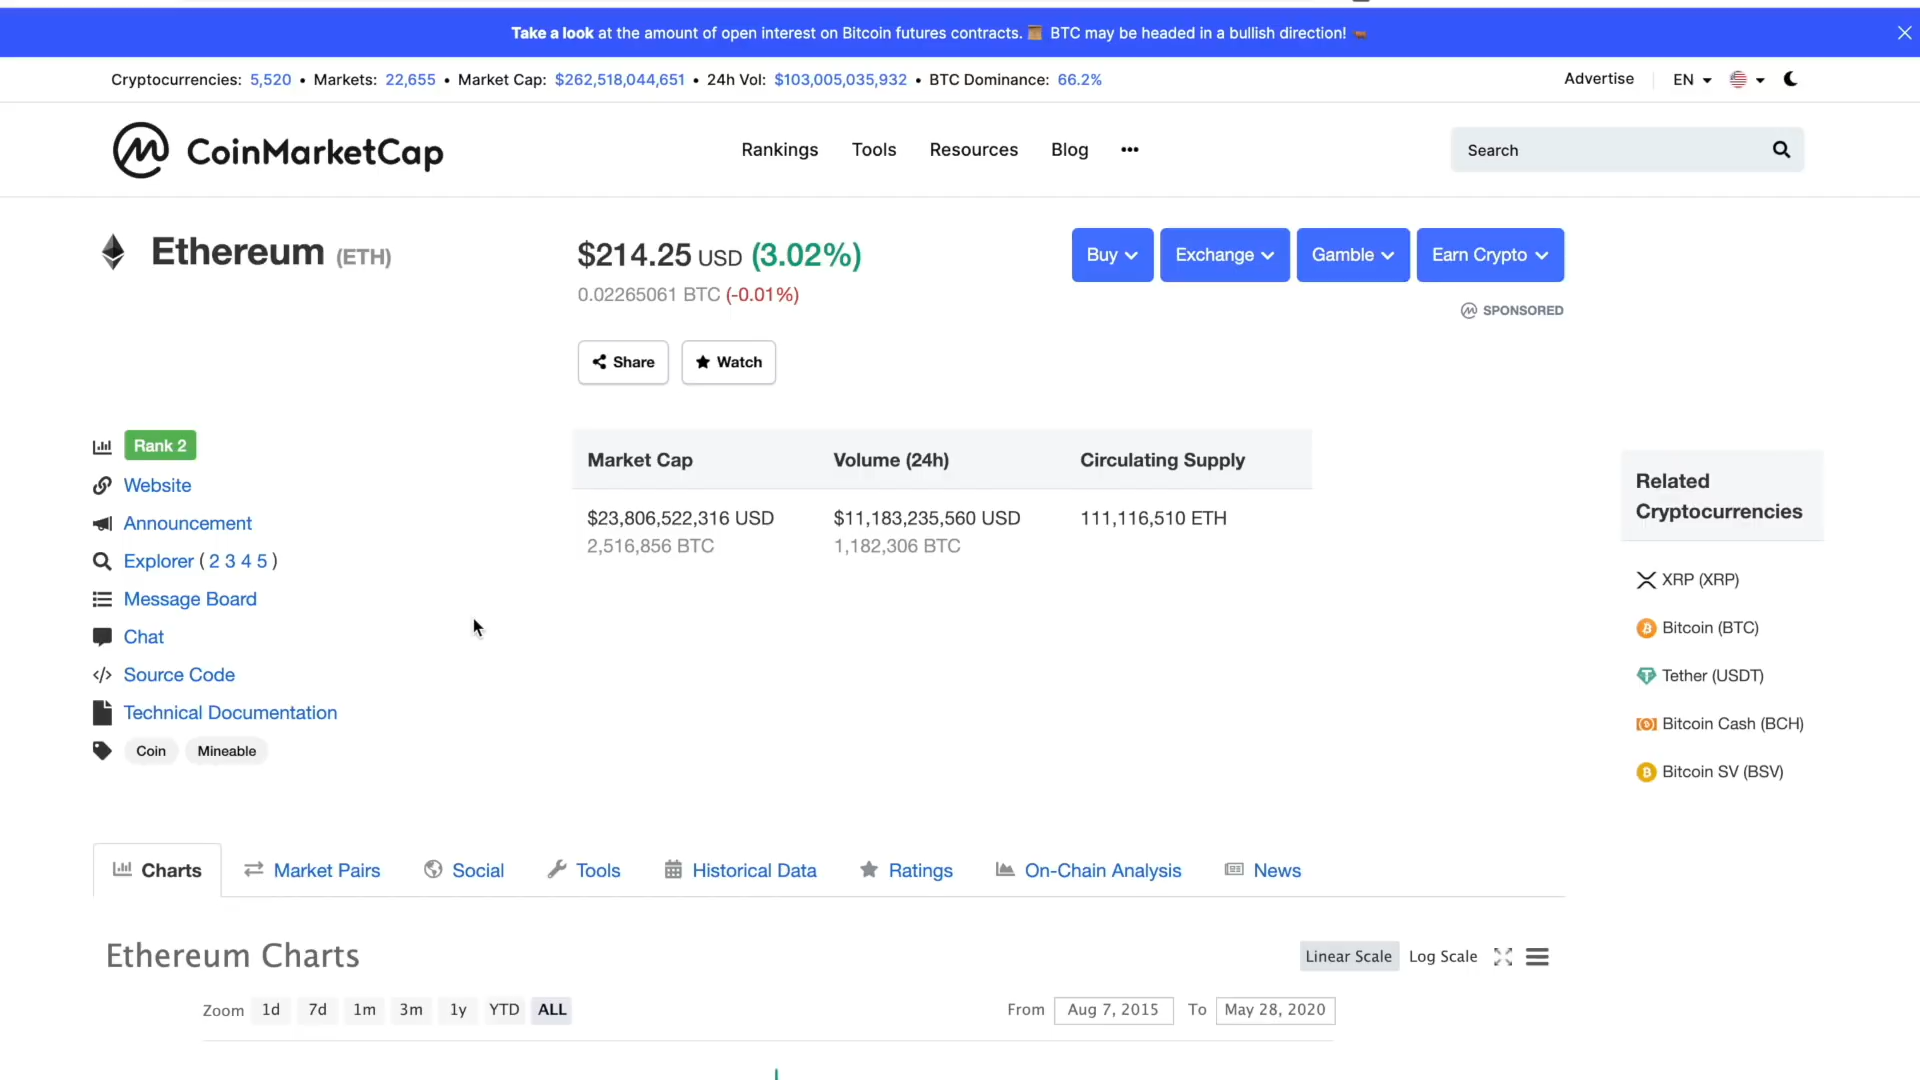 Take a look at the amount of open interest on Bitcoin futures contracts. BTC may be headed in a bullish direction!
Cryptocurrencies: 5,520 • Markets: 22,655 • Market Cap: $262,518,044,651 • 24h Vol: $103,005,035,932 • BTC Dominance: 66.2%
Advertise EN
CoinMarketCap
Rankings Tools Resources Blog •••
Search
Ethereum (ETH)
$214.25 USD (3.02%)
0.02265061 BTC (-0.01%)
Buy Exchange Gamble Earn Crypto
SPONSORED
Share Watch
Rank 2
Website
Announcement
Explorer ( 2 3 4 5 )
Message Board
Chat
Source Code
Technical Documentation
Coin Mineable
Market Cap Volume (24h) Circulating Supply
$23,806,522,316 USD $11,183,235,560 USD 111,116,510 ETH
2,516,856 BTC 1,182,306 BTC
Related
Cryptocurrencies
XRP (XRP)
Bitcoin (BTC)
Tether (USDT)
Bitcoin Cash (BCH)
Bitcoin SV (BSV)
Charts Market Pairs Social Tools Historical Data Ratings On-Chain Analysis News
Ethereum Charts
Linear Scale Log Scale
Zoom 1d 7d 1m 3m 1y YTD ALL
From Aug 7, 2015 To May 28, 2020